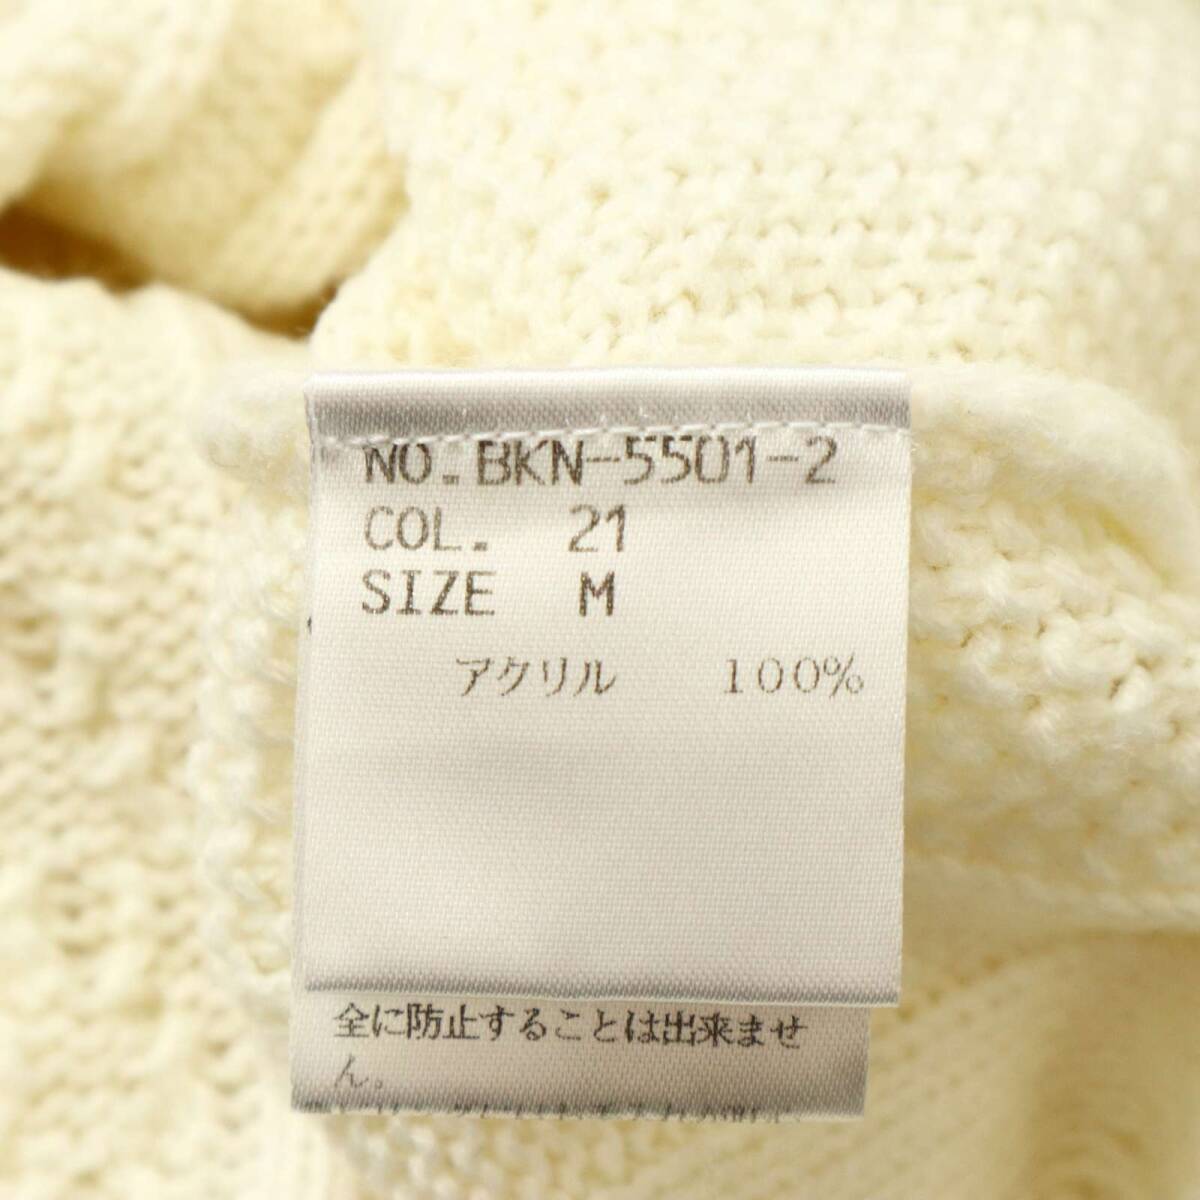 NO.BKN-5501-2
COL. 21
SIZE M
アクリル 100%
全に防止することは出来ませ
ん。